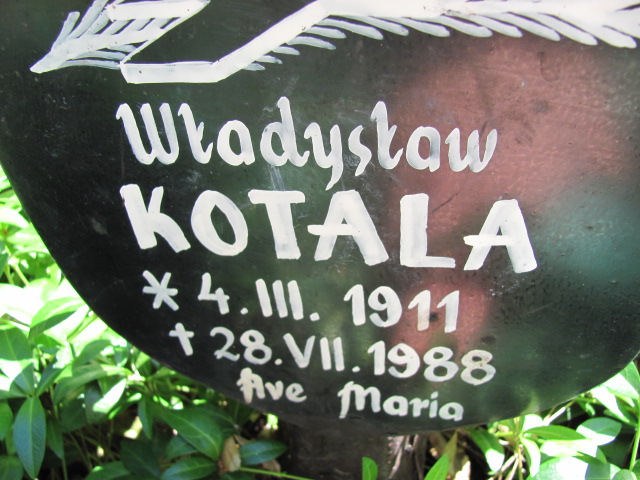 Władysław
KOTALA
* 4.III. 1911
† 28.VII.1988
Ave Maria